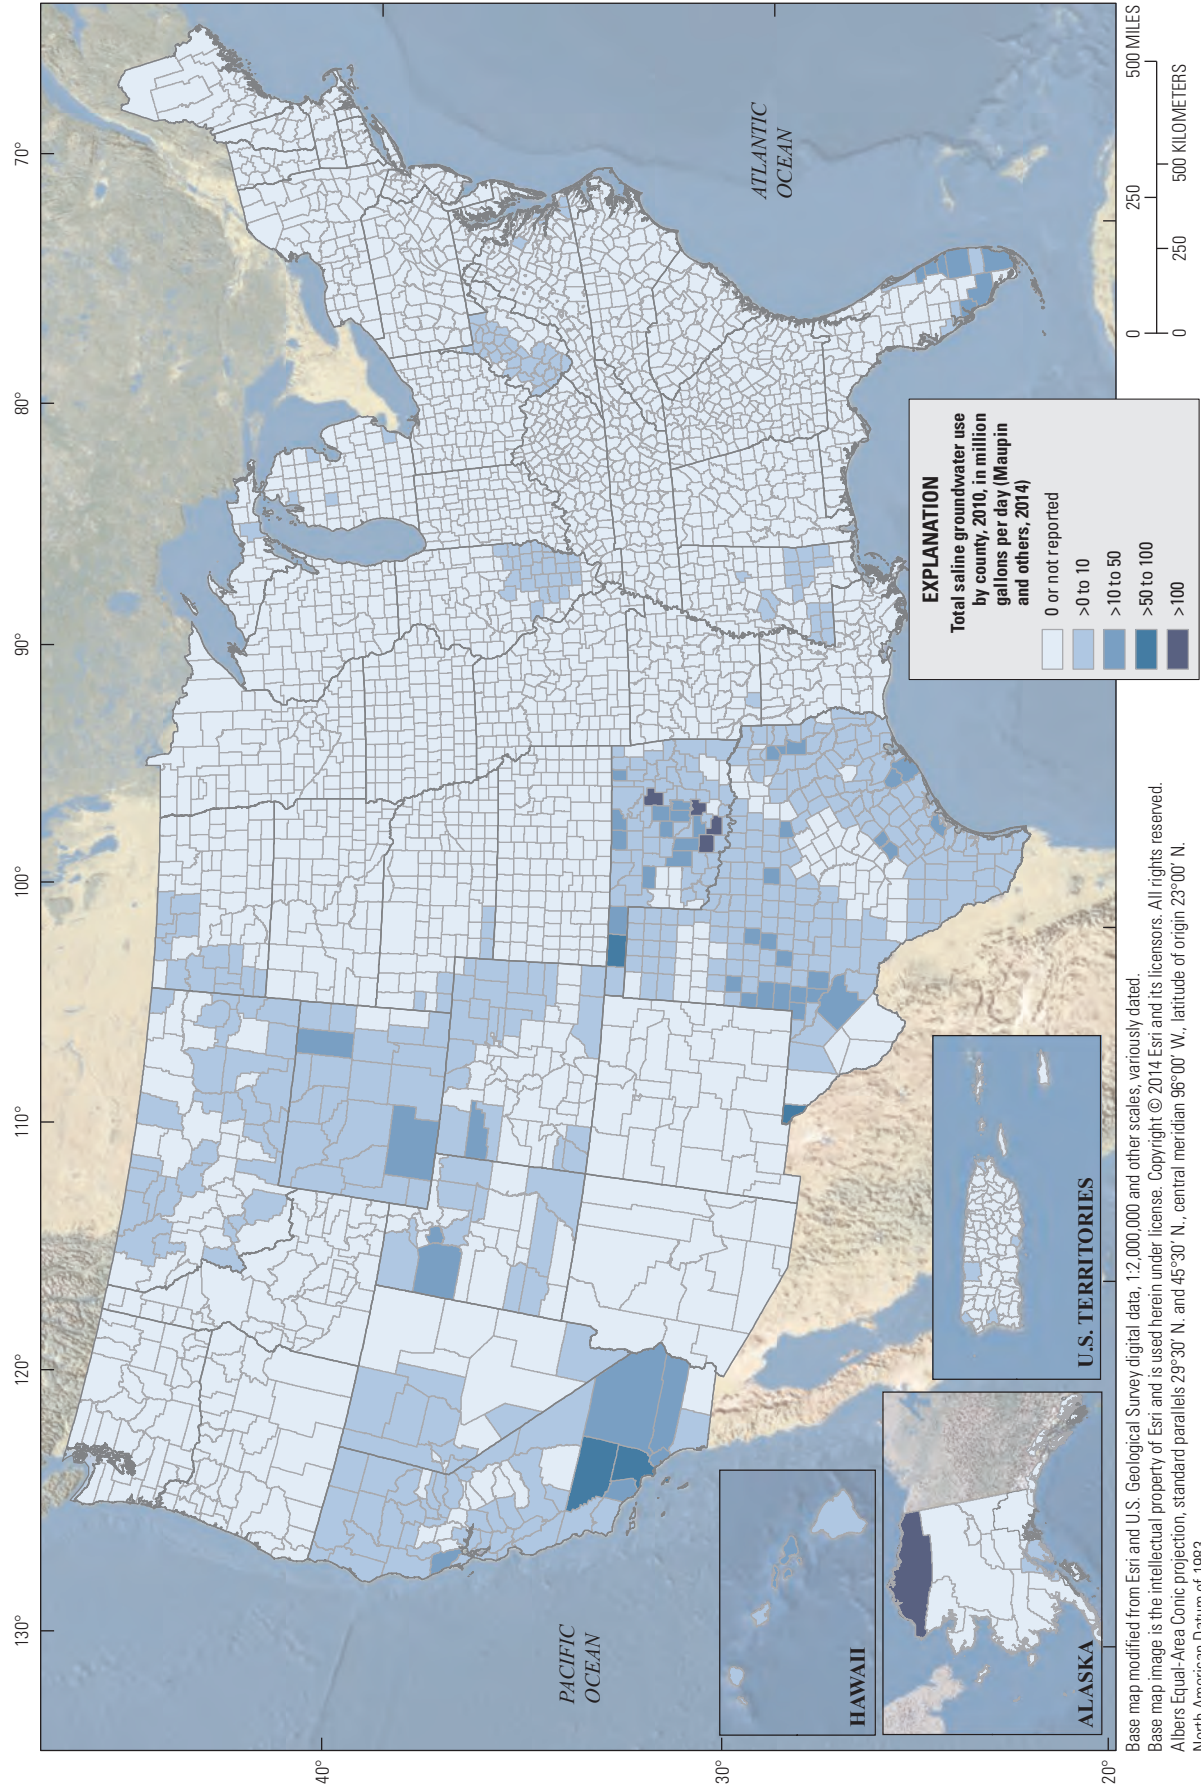 130°
120°
110°
100°
90°
80°
70°
40°
30°
20°
PACIFIC
OCEAN
ATLANTIC
OCEAN
HAWAII
ALASKA
U.S. TERRITORIES
EXPLANATION
Total saline groundwater use
by county, 2010, in million
gallons per day (Maupin
and others, 2014)
0 or not reported
>0 to 10
>10 to 50
>50 to 100
>100
0 250 500 MILES
0 250 500 KILOMETERS
Base map modified from Esri and U.S. Geological Survey digital data, 1:2,000,000 and other scales, variously dated.
Base map image is the intellectual property of Esri and is used herein under license. Copyright © 2014 Esri and its licensors. All rights reserved.
Albers Equal-Area Conic projection, standard parallels 29°30' N. and 45°30' N., central meridian 96°00' W., latitude of origin 23°00' N.
North American Datum of 1983